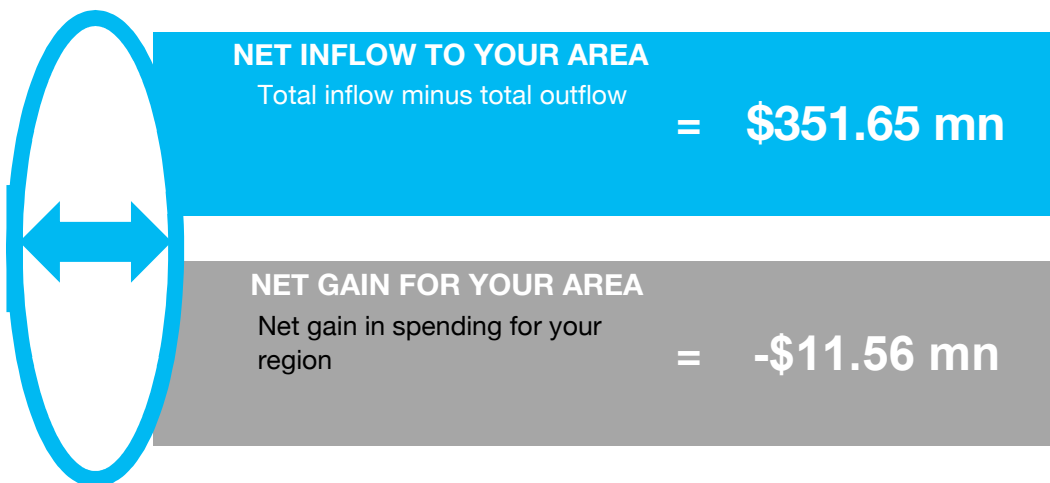 NET INFLOW TO YOUR AREA
Total inflow minus total outflow
= $351.65 mn
NET GAIN FOR YOUR AREA
Net gain in spending for your
region
= -$11.56 mn